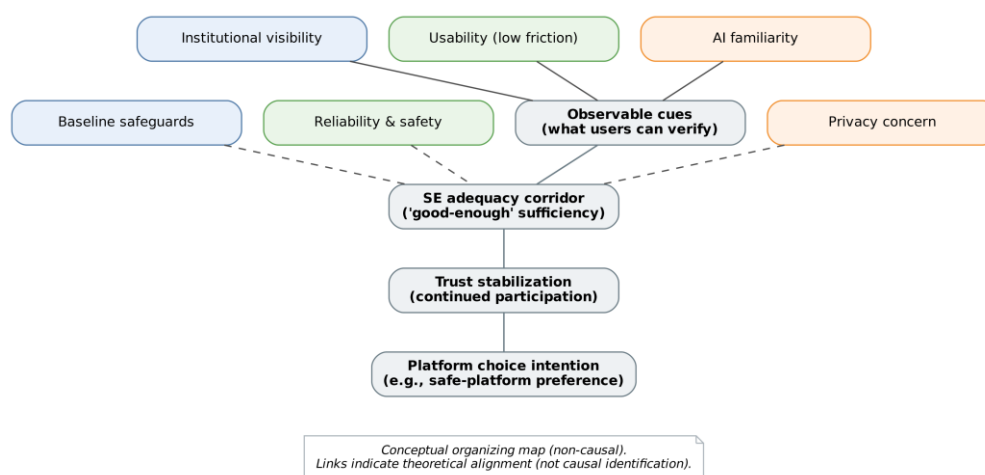 Institutional visibility
Usability (low friction)
AI familiarity
Baseline safeguards
Reliability & safety
Observable cues
(what users can verify)
Privacy concern
SE adequacy corridor
('good-enough' sufficiency)
Trust stabilization
(continued participation)
Platform choice intention
(e.g., safe-platform preference)
Conceptual organizing map (non-causal).
Links indicate theoretical alignment (not causal identification).